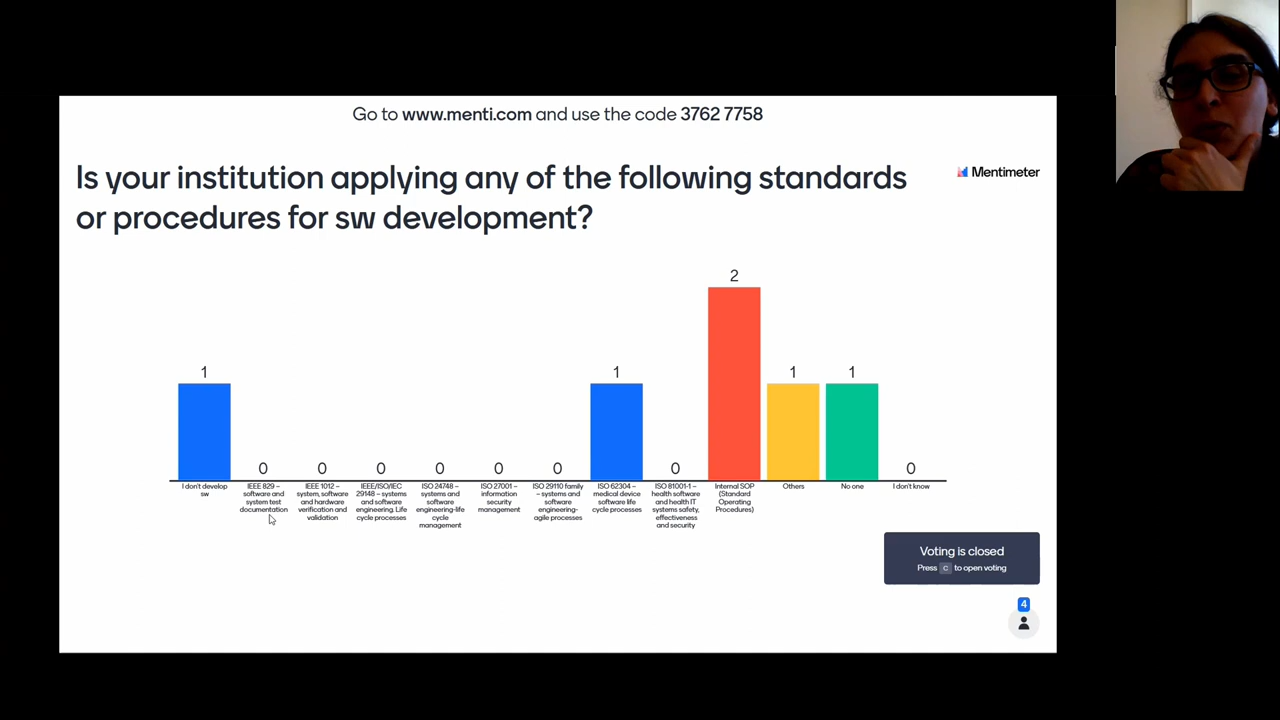 Go to www.menti.com and use the code 3762 7758
Is your institution applying any of the following standards
or procedures for sw development?
Mentimeter
2
1
1
1
1
0
0
0
0
0
0
0
0
I don't develop
sw
IEEE 829 –
software and
system test
documentation
IEEE 1012 –
system, software
and hardware
verification and
validation
IEEE/ISO/IEC
29148 – systems
and software
engineering. Life
cycle processes
ISO 24748 –
systems and
software
engineering-life
cycle
management
ISO 27001 –
information
security
management
ISO 29110 family
– systems and
software
engineering-
agile processes
ISO 62304 –
medical device
software life
cycle processes
ISO 81001-1 –
health software
and health IT
systems safety,
effectiveness
and security
Internal SOP
(Standard
Operating
Procedures)
Others
No one
I don't know
Voting is closed
Press C to open voting
4